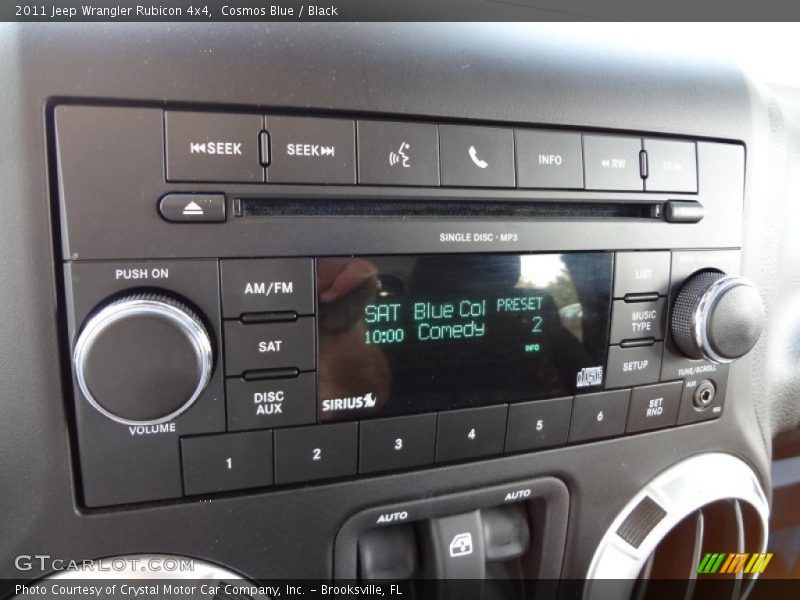 2011 Jeep Wrangler Rubicon 4x4,  Cosmos Blue / Black
SEEK
SEEK
INFO
RW
FF
SINGLE DISC · MP3
PUSH ON
VOLUME
AM/FM
SAT
DISC AUX
SAT Blue Col PRESET
10:00 Comedy 2
INFO
SIRIUS
LIST
MUSIC TYPE
SETUP
TUNE/SCROLL
AUX
1
2
3
4
5
6
SET RND
AUTO
AUTO
GTCARLOT.COM
Photo Courtesy of Crystal Motor Car Company, Inc. – Brooksville, FL